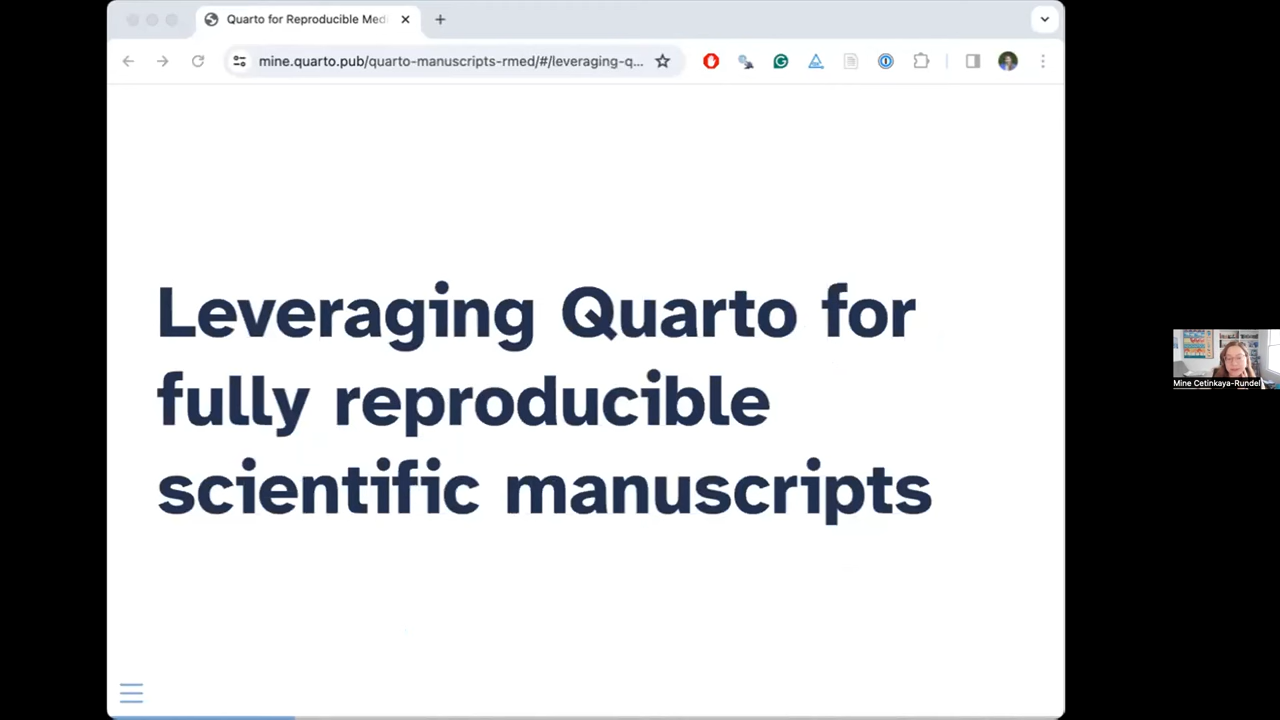 Quarto for Reproducible Med
mine.quarto.pub/quarto-manuscripts-rmed/#/leveraging-q...
Leveraging Quarto for
fully reproducible
scientific manuscripts
Mine Cetinkaya-Rundel